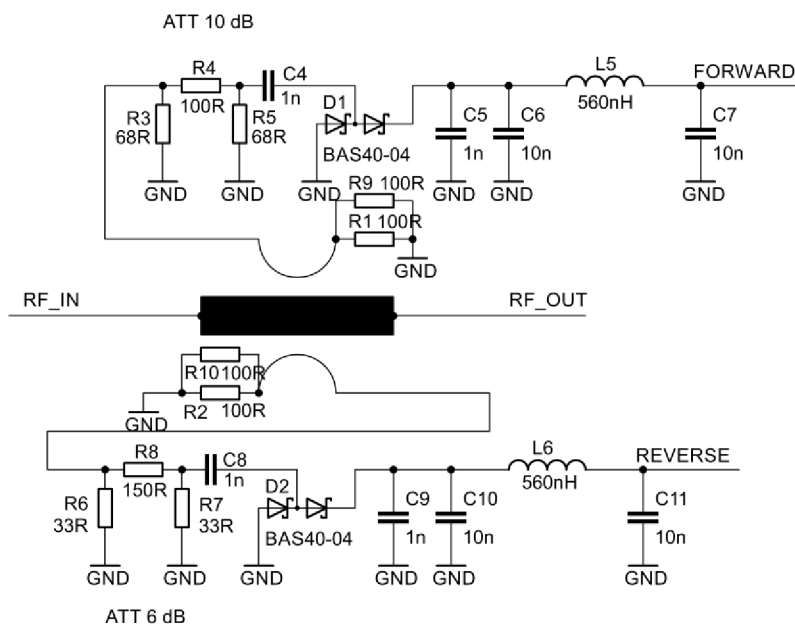 ATT 10 dB
R4
100R
C4
1n
R3
68R
R5
68R
D1
BAS40-04
L5
560nH
FORWARD
C5
1n
C6
10n
C7
10n
GND
GND
GND
GND
GND
GND
R9 100R
R1 100R
GND
RF_IN
RF_OUT
R10 100R
R2 100R
GND
R8
150R
C8
1n
R6
33R
R7
33R
D2
BAS40-04
L6
560nH
REVERSE
C9
1n
C10
10n
C11
10n
GND
GND
GND
GND
GND
GND
ATT 6 dB